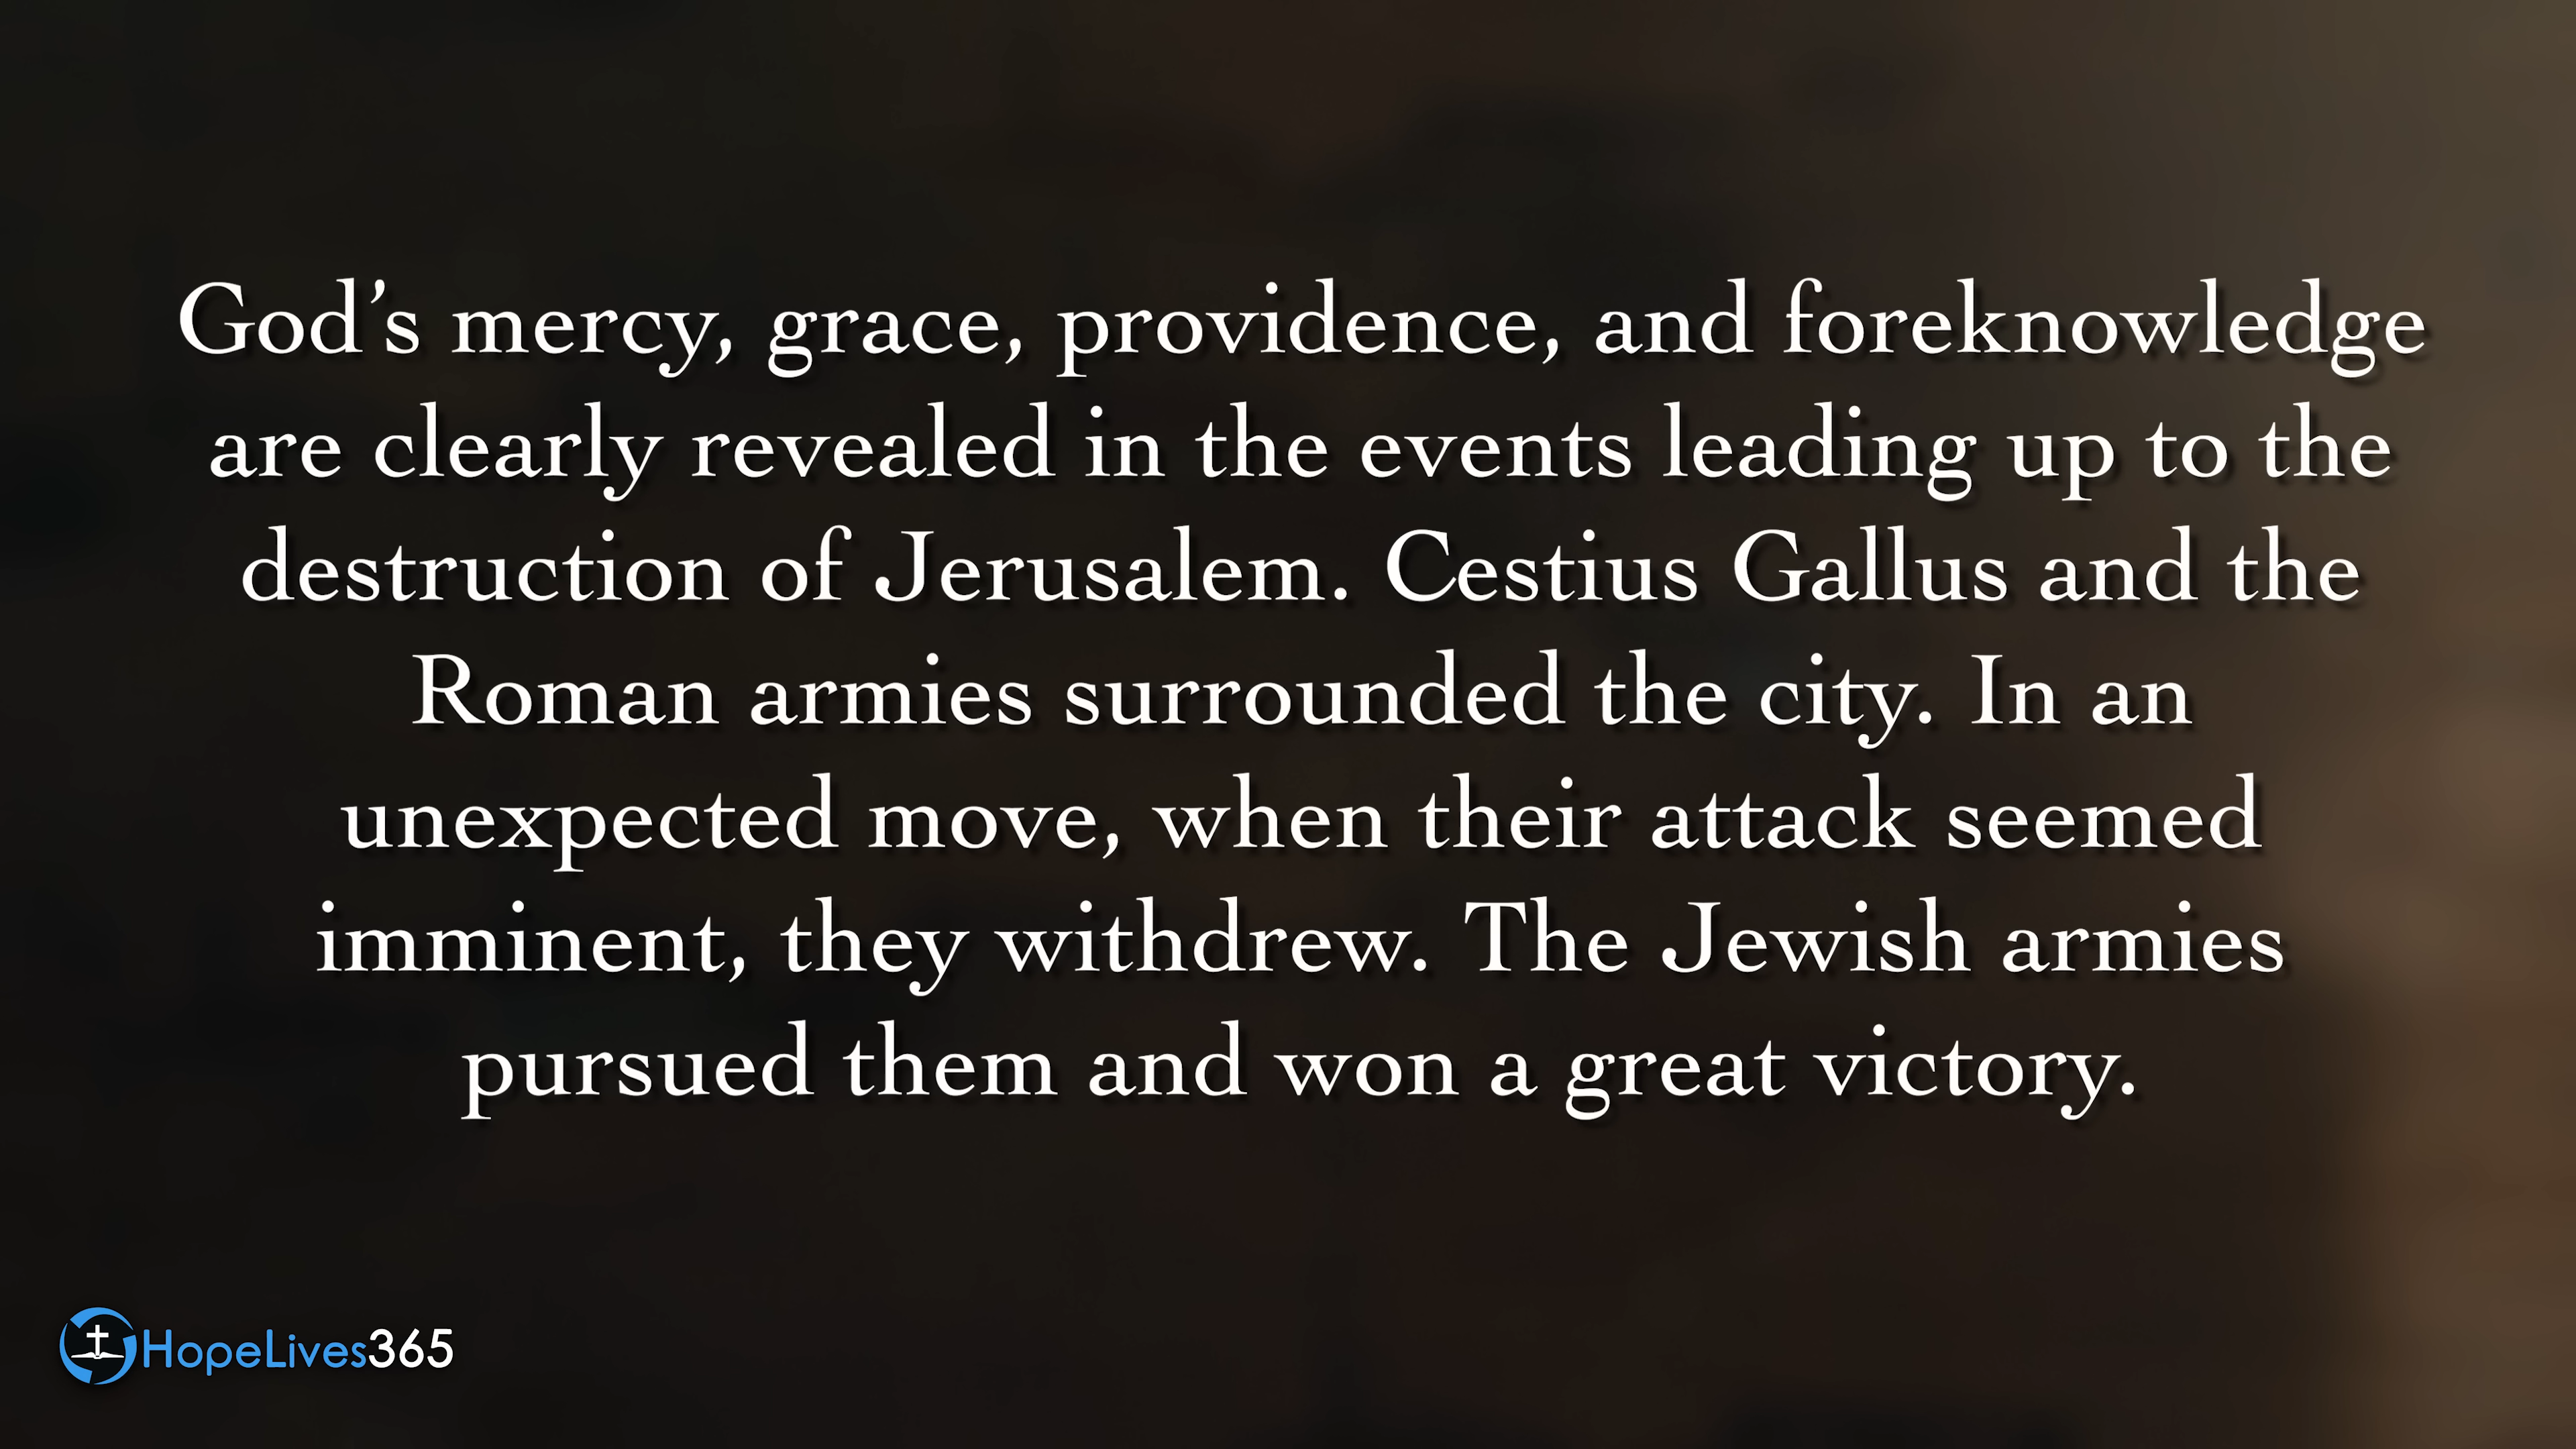 God’s mercy, grace, providence, and foreknowledge
are clearly revealed in the events leading up to the
destruction of Jerusalem. Cestius Gallus and the
Roman armies surrounded the city. In an
unexpected move, when their attack seemed
imminent, they withdrew. The Jewish armies
pursued them and won a great victory.
HopeLives365